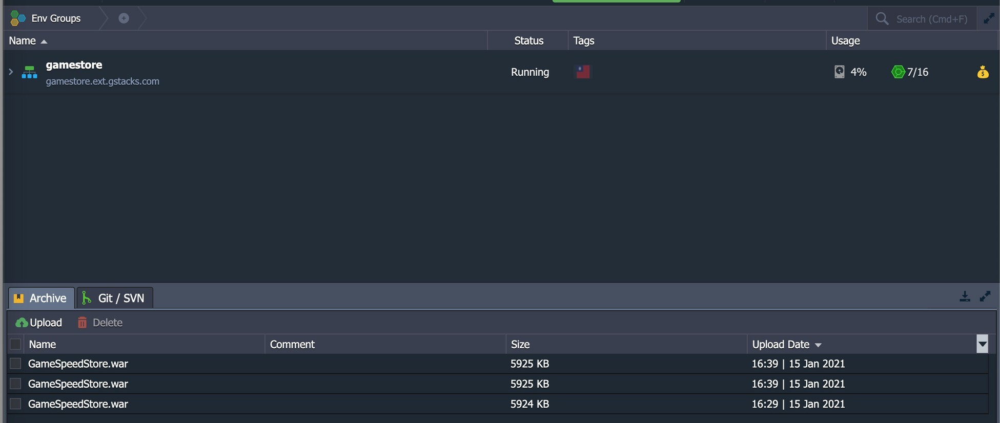 Env Groups
Search (Cmd+F)
Name Status Tags Usage
gamestore
gamestore.ext.gstacks.com
Running
4% 7/16
Archive Git / SVN
Upload Delete
Name Comment Size Upload Date
GameSpeedStore.war 5925 KB 16:39 | 15 Jan 2021
GameSpeedStore.war 5925 KB 16:39 | 15 Jan 2021
GameSpeedStore.war 5924 KB 16:29 | 15 Jan 2021